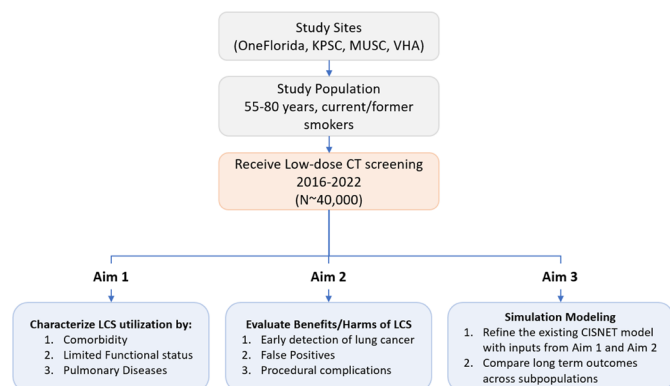 Study Sites
(OneFlorida, KPSC, MUSC, VHA)
Study Population
55-80 years, current/former
smokers
Receive Low-dose CT screening
2016-2022
(N~40,000)
Aim 1
Aim 2
Aim 3
Characterize LCS utilization by:
1. Comorbidity
2. Limited Functional status
3. Pulmonary Diseases
Evaluate Benefits/Harms of LCS
1. Early detection of lung cancer
2. False Positives
3. Procedural complications
Simulation Modeling
1. Refine the existing CISNET model
with inputs from Aim 1 and Aim 2
2. Compare long term outcomes
across subpopulations